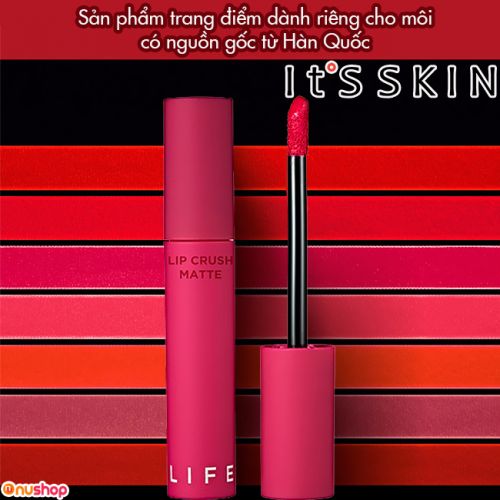 Sản phẩm trang điểm dành riêng cho môi
có nguồn gốc từ Hàn Quốc
It'S SKIN
LIP CRUSH
MATTE
LIFE
@nushop